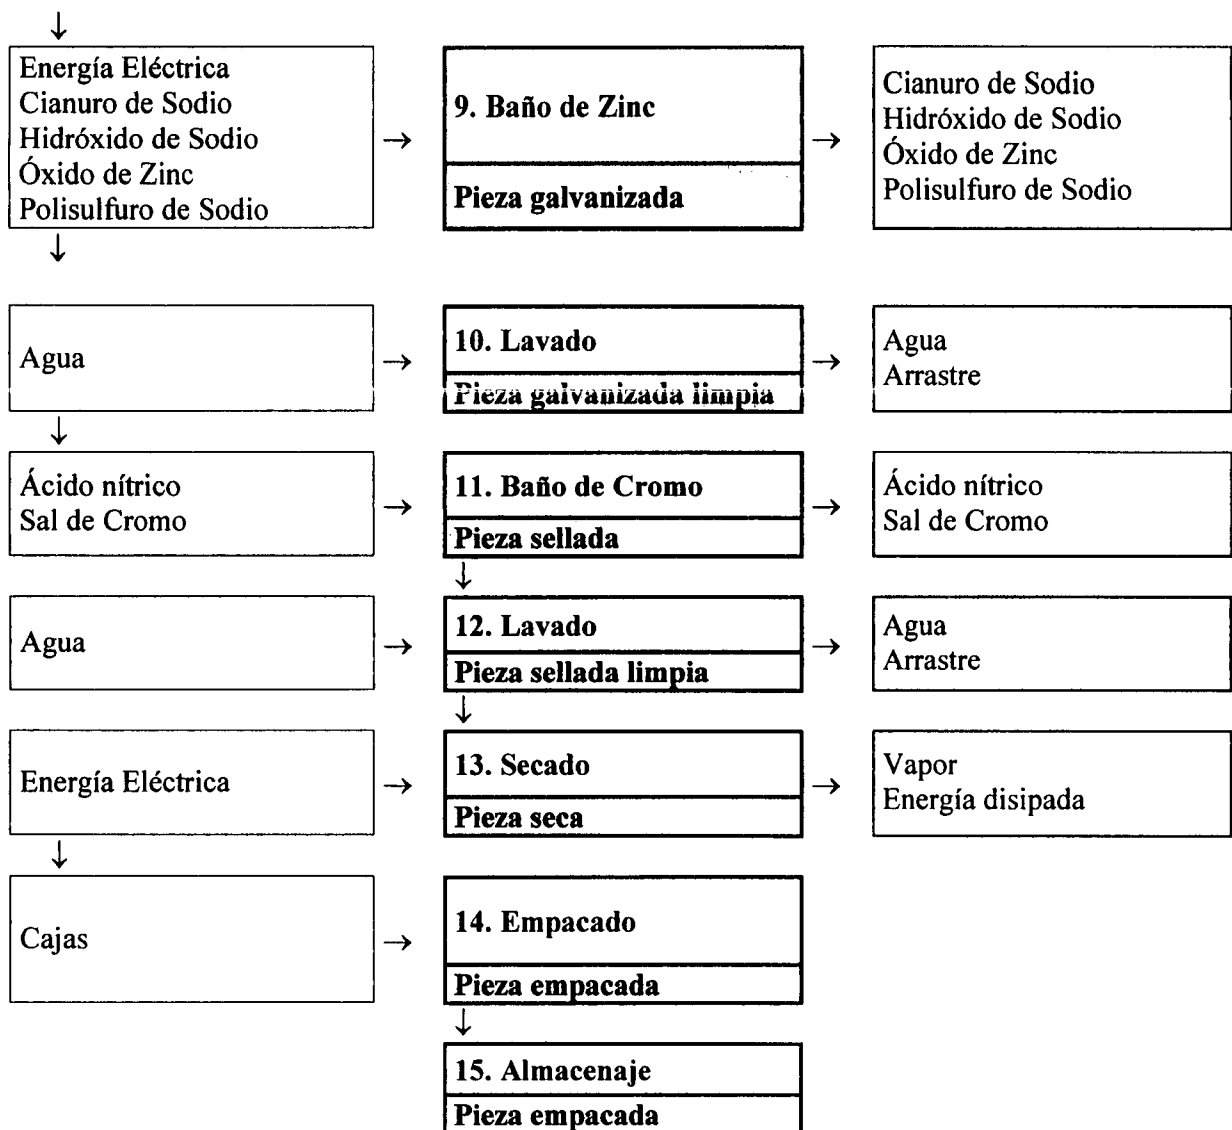 ↓
Energía Eléctrica
Cianuro de Sodio
Hidróxido de Sodio
Óxido de Zinc
Polisulfuro de Sodio
→
9. Baño de Zinc
Pieza galvanizada
→
Cianuro de Sodio
Hidróxido de Sodio
Óxido de Zinc
Polisulfuro de Sodio
↓
Agua
→
10. Lavado
Pieza galvanizada limpia
→
Agua
Arrastre
↓
Ácido nítrico
Sal de Cromo
→
11. Baño de Cromo
Pieza sellada
→
Ácido nítrico
Sal de Cromo
↓
Agua
→
12. Lavado
Pieza sellada limpia
→
Agua
Arrastre
↓
Energía Eléctrica
→
13. Secado
Pieza seca
→
Vapor
Energía disipada
↓
Cajas
→
14. Empacado
Pieza empacada
↓
15. Almacenaje
Pieza empacada